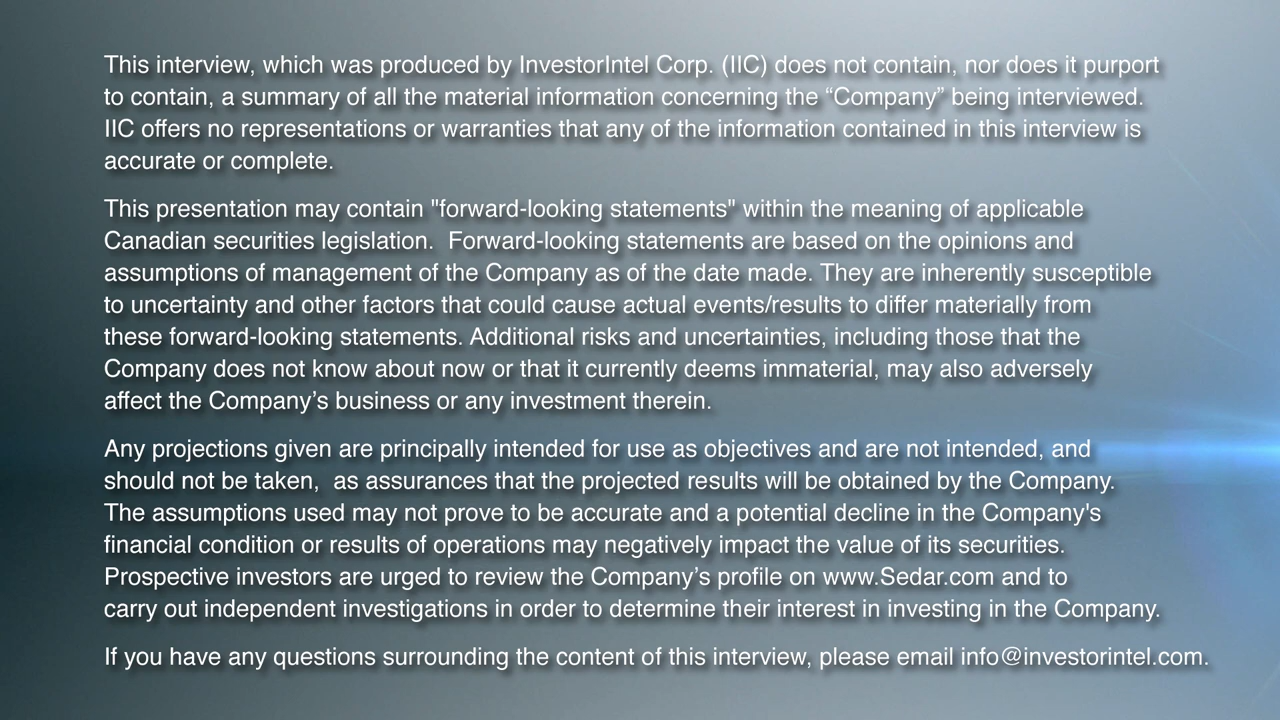 This interview, which was produced by InvestorIntel Corp. (IIC) does not contain, nor does it purport
to contain, a summary of all the material information concerning the “Company” being interviewed.
IIC offers no representations or warranties that any of the information contained in this interview is
accurate or complete.
This presentation may contain "forward-looking statements" within the meaning of applicable
Canadian securities legislation.  Forward-looking statements are based on the opinions and
assumptions of management of the Company as of the date made. They are inherently susceptible
to uncertainty and other factors that could cause actual events/results to differ materially from
these forward-looking statements. Additional risks and uncertainties, including those that the
Company does not know about now or that it currently deems immaterial, may also adversely
affect the Company’s business or any investment therein.
Any projections given are principally intended for use as objectives and are not intended, and
should not be taken,  as assurances that the projected results will be obtained by the Company.
The assumptions used may not prove to be accurate and a potential decline in the Company's
financial condition or results of operations may negatively impact the value of its securities.
Prospective investors are urged to review the Company’s profile on www.Sedar.com and to
carry out independent investigations in order to determine their interest in investing in the Company.
If you have any questions surrounding the content of this interview, please email info@investorintel.com.